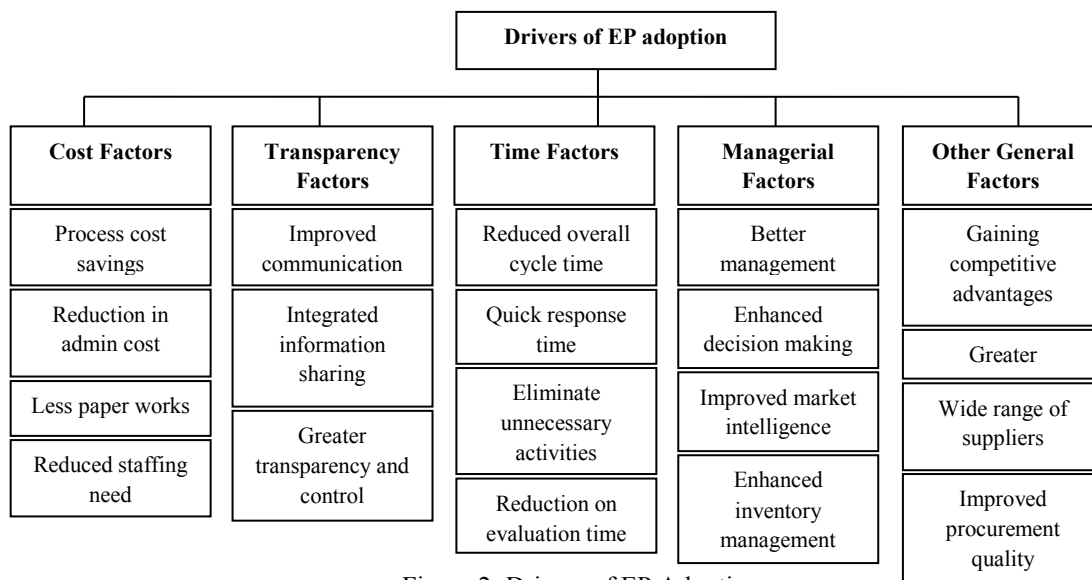 Drivers of EP adoption
Cost Factors
Process cost
savings
Reduction in
admin cost
Less paper works
Reduced staffing
need
Transparency
Factors
Improved
communication
Integrated
information
sharing
Greater
transparency and
control
Time Factors
Reduced overall
cycle time
Quick response
time
Eliminate
unnecessary
activities
Reduction on
evaluation time
Managerial
Factors
Better
management
Enhanced
decision making
Improved market
intelligence
Enhanced
inventory
management
Other General
Factors
Gaining
competitive
advantages
Greater
Wide range of
suppliers
Improved
procurement
quality
Figure 2: Drivers of EP Adoption